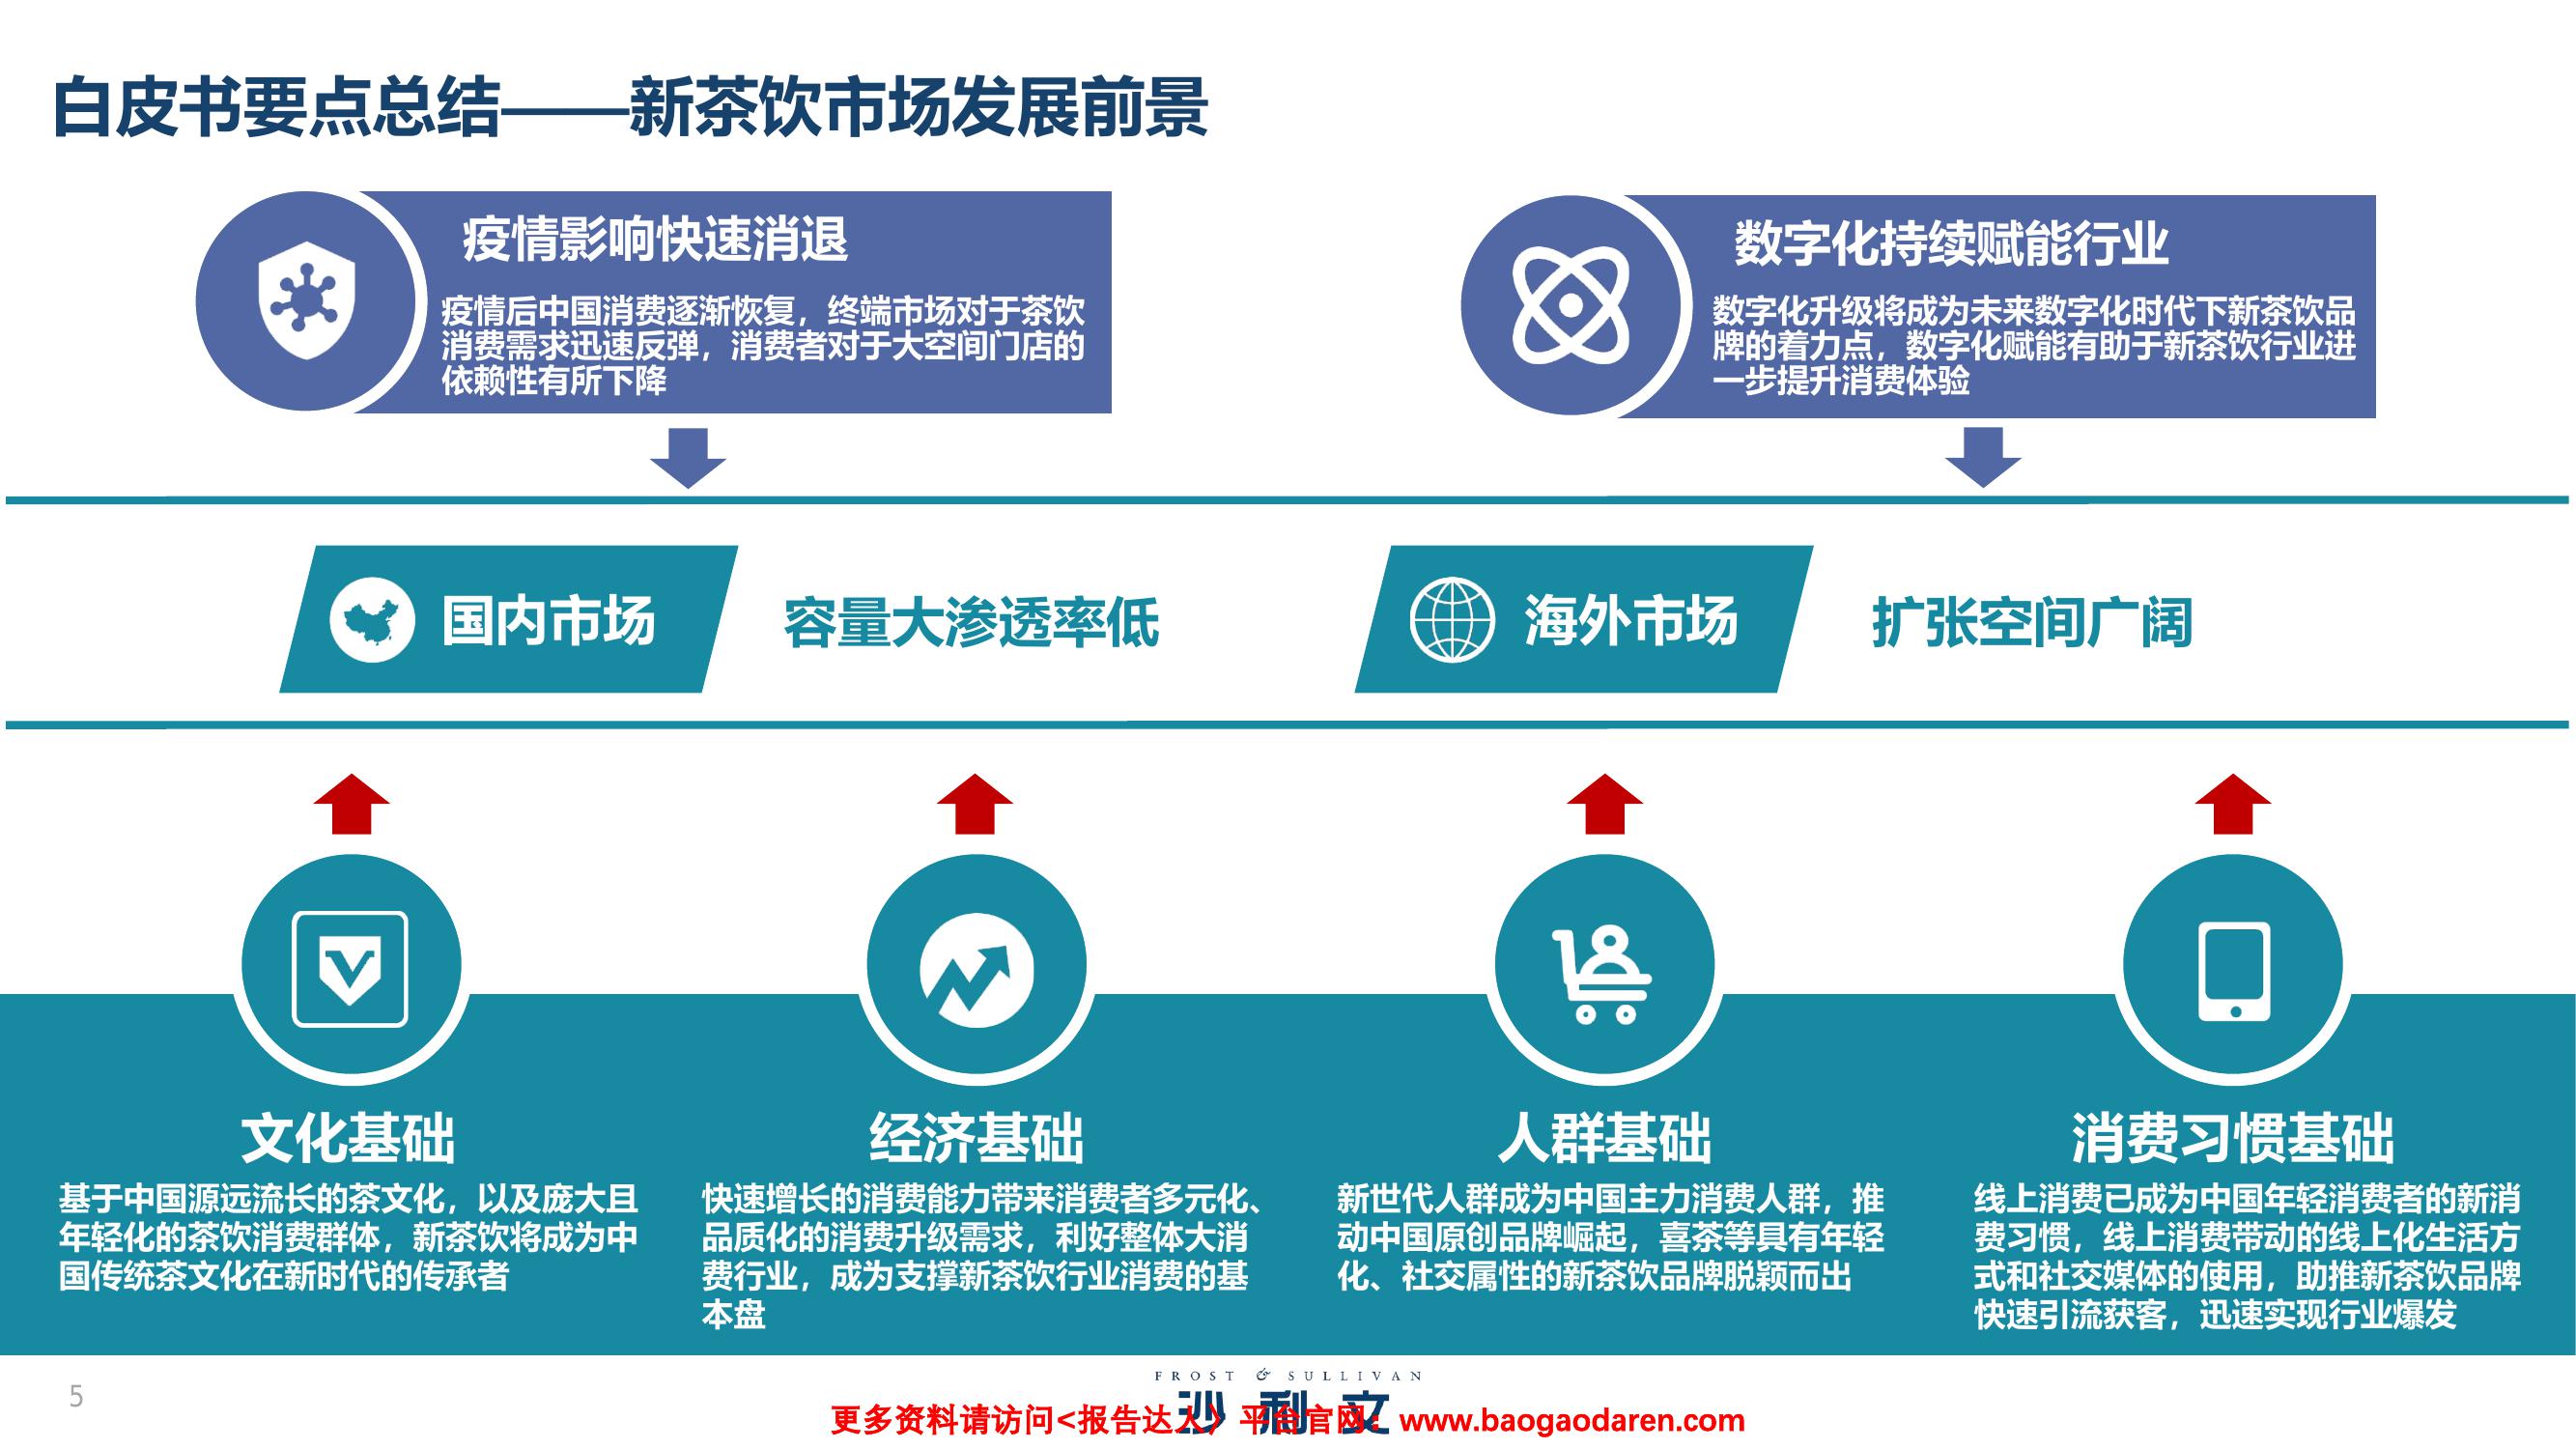 白皮书要点总结——新茶饮市场发展前景
疫情影响快速消退
疫情后中国消费逐渐恢复，终端市场对于茶饮
消费需求迅速反弹，消费者对于大空间门店的
依赖性有所下降
数字化持续赋能行业
数字化升级将成为未来数字化时代下新茶饮品
牌的着力点，数字化赋能有助于新茶饮行业进
一步提升消费体验
国内市场
容量大渗透率低
海外市场
扩张空间广阔
文化基础
基于中国源远流长的茶文化，以及庞大且
年轻化的茶饮消费群体，新茶饮将成为中
国传统茶文化在新时代的传承者
经济基础
快速增长的消费能力带来消费者多元化、
品质化的消费升级需求，利好整体大消
费行业，成为支撑新茶饮行业消费的基
本盘
人群基础
新世代人群成为中国主力消费人群，推
动中国原创品牌崛起，喜茶等具有年轻
化、社交属性的新茶饮品牌脱颖而出
消费习惯基础
线上消费已成为中国年轻消费者的新消
费习惯，线上消费带动的线上化生活方
式和社交媒体的使用，助推新茶饮品牌
快速引流获客，迅速实现行业爆发
5
FROST & SULLIVAN
沙利文
更多资料请访问<报告达人〉平台官网：www.baogaodaren.com